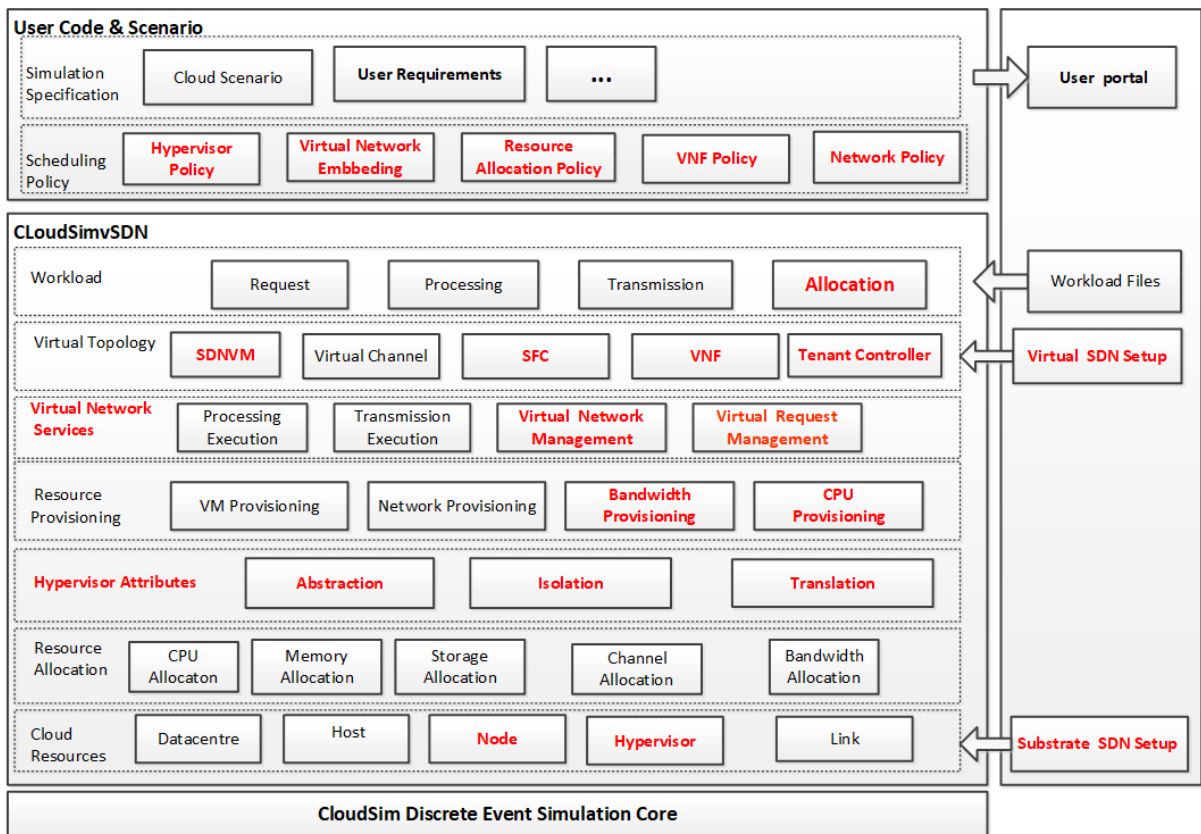 User Code & Scenario
Simulation
Specification
Cloud Scenario
User Requirements
...
User portal
Scheduling
Policy
Hypervisor
Policy
Virtual Network
Embbeding
Resource
Allocation Policy
VNF Policy
Network Policy
CLoudSimvSDN
Workload
Request
Processing
Transmission
Allocation
Workload Files
Virtual Topology
SDNVM
Virtual Channel
SFC
VNF
Tenant Controller
Virtual SDN Setup
Virtual Network
Services
Processing
Execution
Transmission
Execution
Virtual Network
Management
Virtual Request
Management
Resource
Provisioning
VM Provisioning
Network Provisioning
Bandwidth
Provisioning
CPU
Provisioning
Hypervisor Attributes
Abstraction
Isolation
Translation
Resource
Allocation
CPU
Allocaton
Memory
Allocation
Storage
Allocation
Channel
Allocation
Bandwidth
Allocation
Cloud
Resources
Datacentre
Host
Node
Hypervisor
Link
Substrate SDN Setup
CloudSim Discrete Event Simulation Core